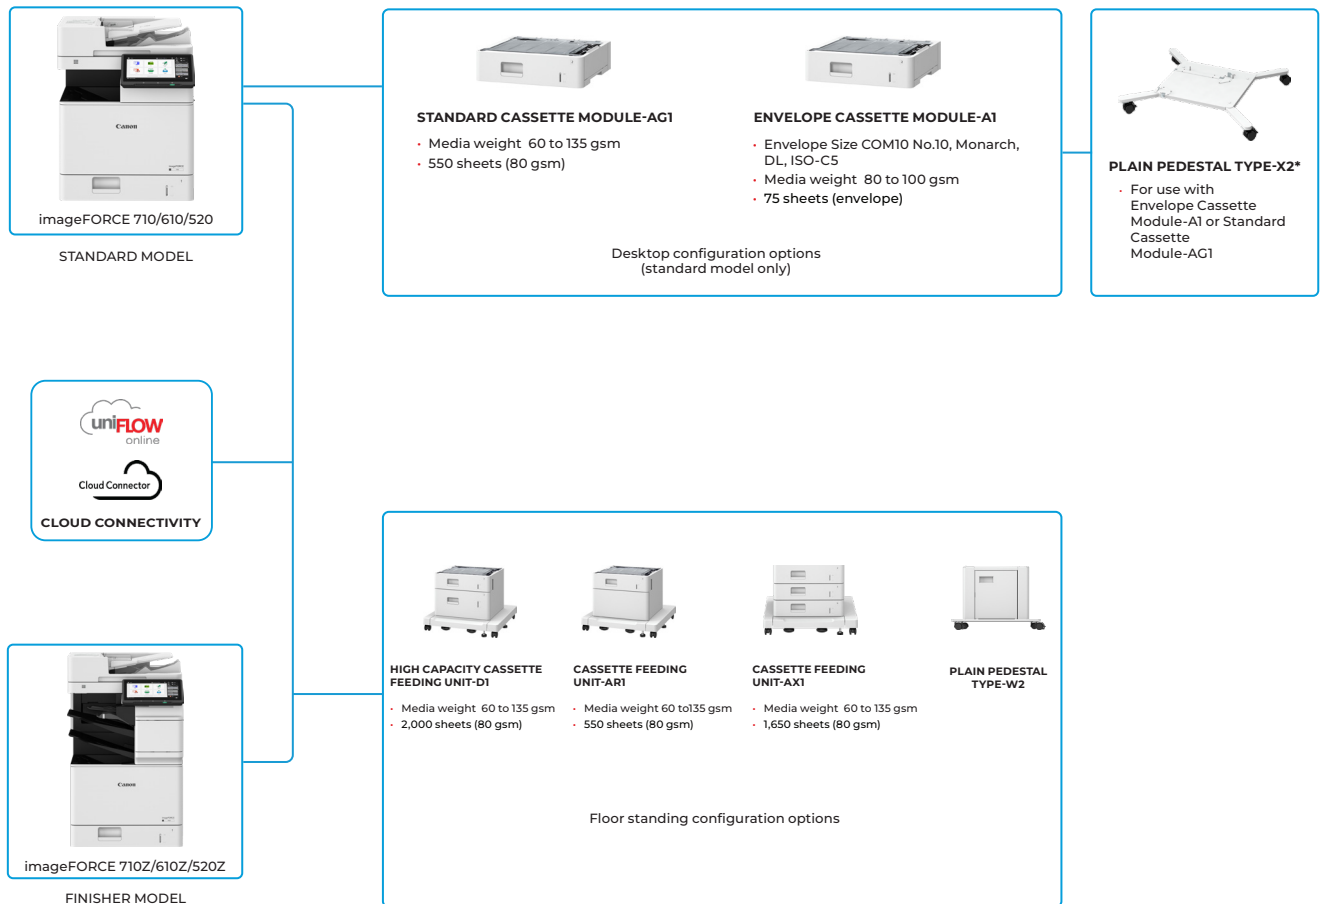 Canon
imageFORCE 710/610/520
STANDARD MODEL
STANDARD CASSETTE MODULE-AG1
• Media weight 60 to 135 gsm
• 550 sheets (80 gsm)
ENVELOPE CASSETTE MODULE-A1
• Envelope Size COM10 No.10, Monarch,
DL, ISO-C5
• Media weight 80 to 100 gsm
• 75 sheets (envelope)
Desktop configuration options
(standard model only)
PLAIN PEDESTAL TYPE-X2*
• For use with
Envelope Cassette
Module-A1 or Standard
Cassette
Module-AG1
uniFLOW
online
Cloud Connector
CLOUD CONNECTIVITY
HIGH CAPACITY CASSETTE
FEEDING UNIT-D1
• Media weight 60 to 135 gsm
• 2,000 sheets (80 gsm)
CASSETTE FEEDING
UNIT-AR1
• Media weight 60 to135 gsm
• 550 sheets (80 gsm)
CASSETTE FEEDING
UNIT-AX1
• Media weight 60 to 135 gsm
• 1,650 sheets (80 gsm)
PLAIN PEDESTAL
TYPE-W2
Floor standing configuration options
Canon
imageFORCE 710Z/610Z/520Z
FINISHER MODEL